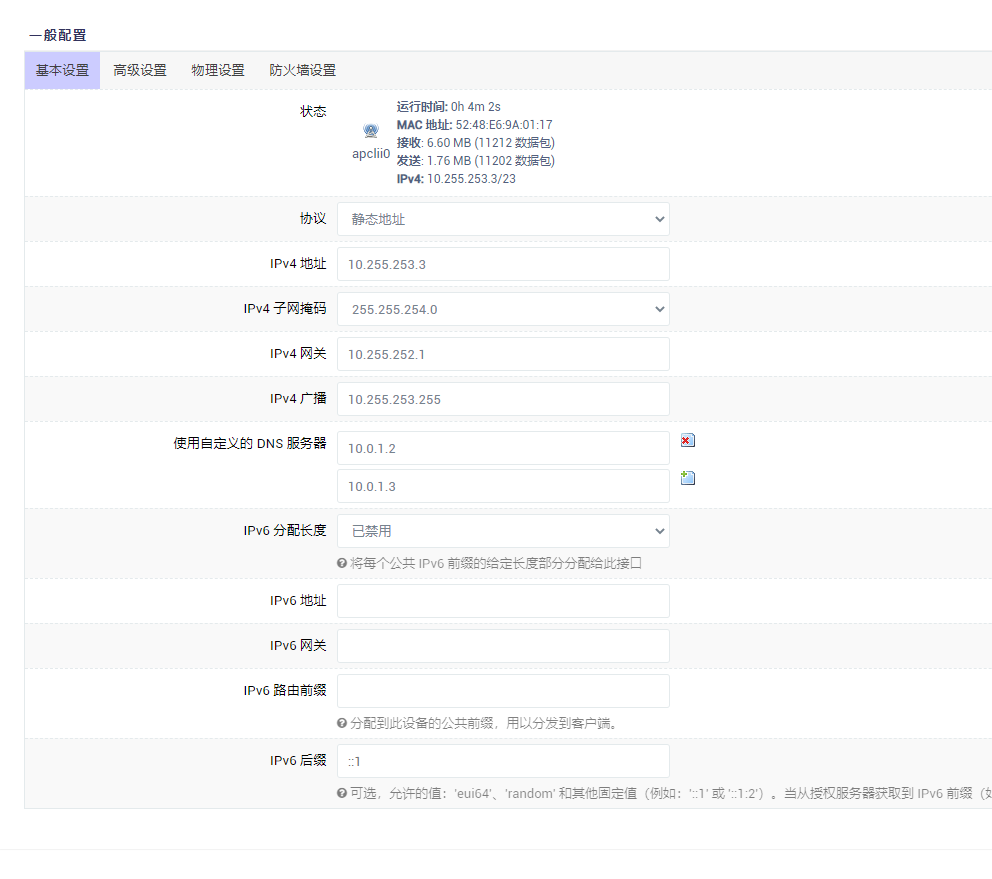 一般配置
基本设置 高级设置 物理设置 防火墙设置
状态
apclii0
运行时间: 0h 4m 2s
MAC 地址: 52:48:E6:9A:01:17
接收: 6.60 MB (11212 数据包)
发送: 1.76 MB (11202 数据包)
IPv4: 10.255.253.3/23
协议 静态地址
IPv4 地址 10.255.253.3
IPv4 子网掩码 255.255.254.0
IPv4 网关 10.255.252.1
IPv4 广播 10.255.253.255
使用自定义的 DNS 服务器 10.0.1.2
10.0.1.3
IPv6 分配长度 已禁用
将每个公共 IPv6 前缀的给定长度部分分配给此接口
IPv6 地址
IPv6 网关
IPv6 路由前缀
分配到此设备的公共前缀，用以分发到客户端。
IPv6 后缀 ::1
可选，允许的值：'eui64'、'random' 和其他固定值（例如：'::1' 或 '::1:2'）。当从授权服务器获取到 IPv6 前缀（如